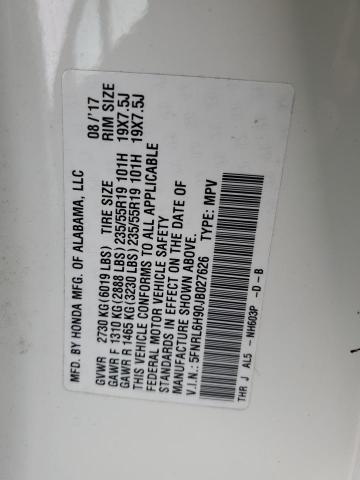 MFD. BY HONDA MFG. OF ALABAMA, LLC 08/'17
GVWR 2730 KG(6019 LBS) TIRE SIZE RIM SIZE
GAWR F 1310 KG(2888 LBS) 235/55R19 101H 19X7.5J
GAWR R 1465 KG(3230 LBS) 235/55R19 101H 19X7.5J
THIS VEHICLE CONFORMS TO ALL APPLICABLE
FEDERAL MOTOR VEHICLE SAFETY
STANDARDS IN EFFECT ON THE DATE OF
MANUFACTURE SHOWN ABOVE.
V.I.N.: 5FNRL6H90JB027626 TYPE: MPV
THR J AL5 -NH603P -D -B